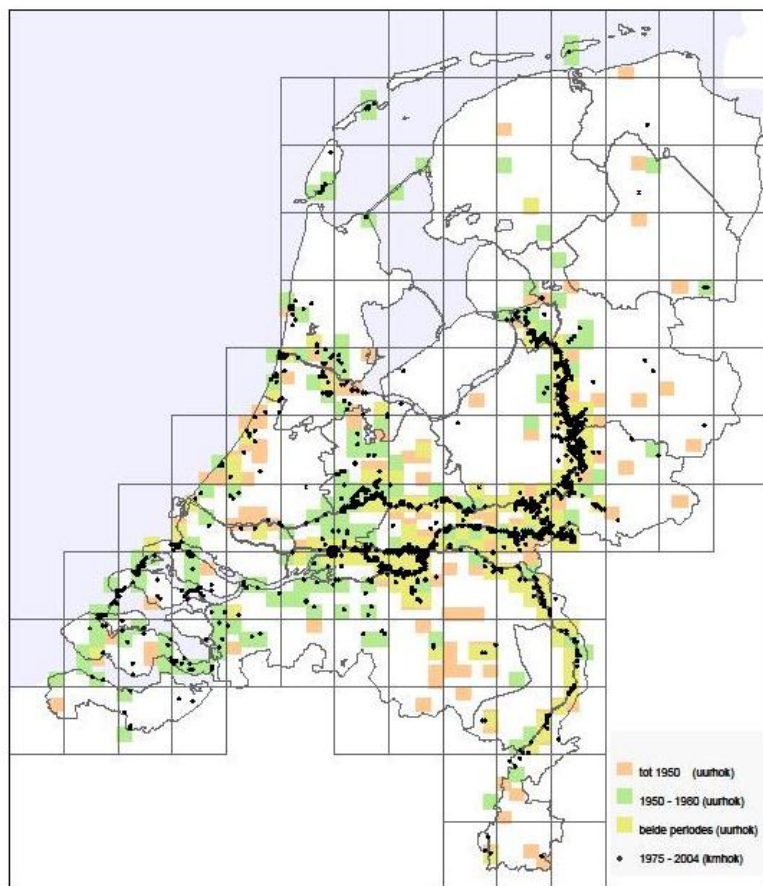 tot 1950 (uurhok)
1950 - 1980 (uurhok)
beide periodes (uurhok)
1975 - 2004 (kmhok)